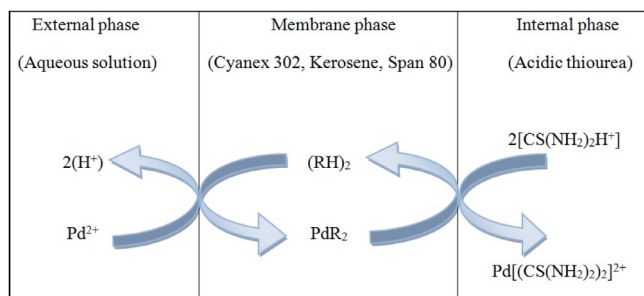 External phase
(Aqueous solution)
Membrane phase
(Cyanex 302, Kerosene, Span 80)
Internal phase
(Acidic thiourea)
2(H⁺)
(RH)₂
2[CS(NH₂)₂H⁺]
Pd²⁺
PdR₂
Pd[(CS(NH₂)₂)₂]²⁺